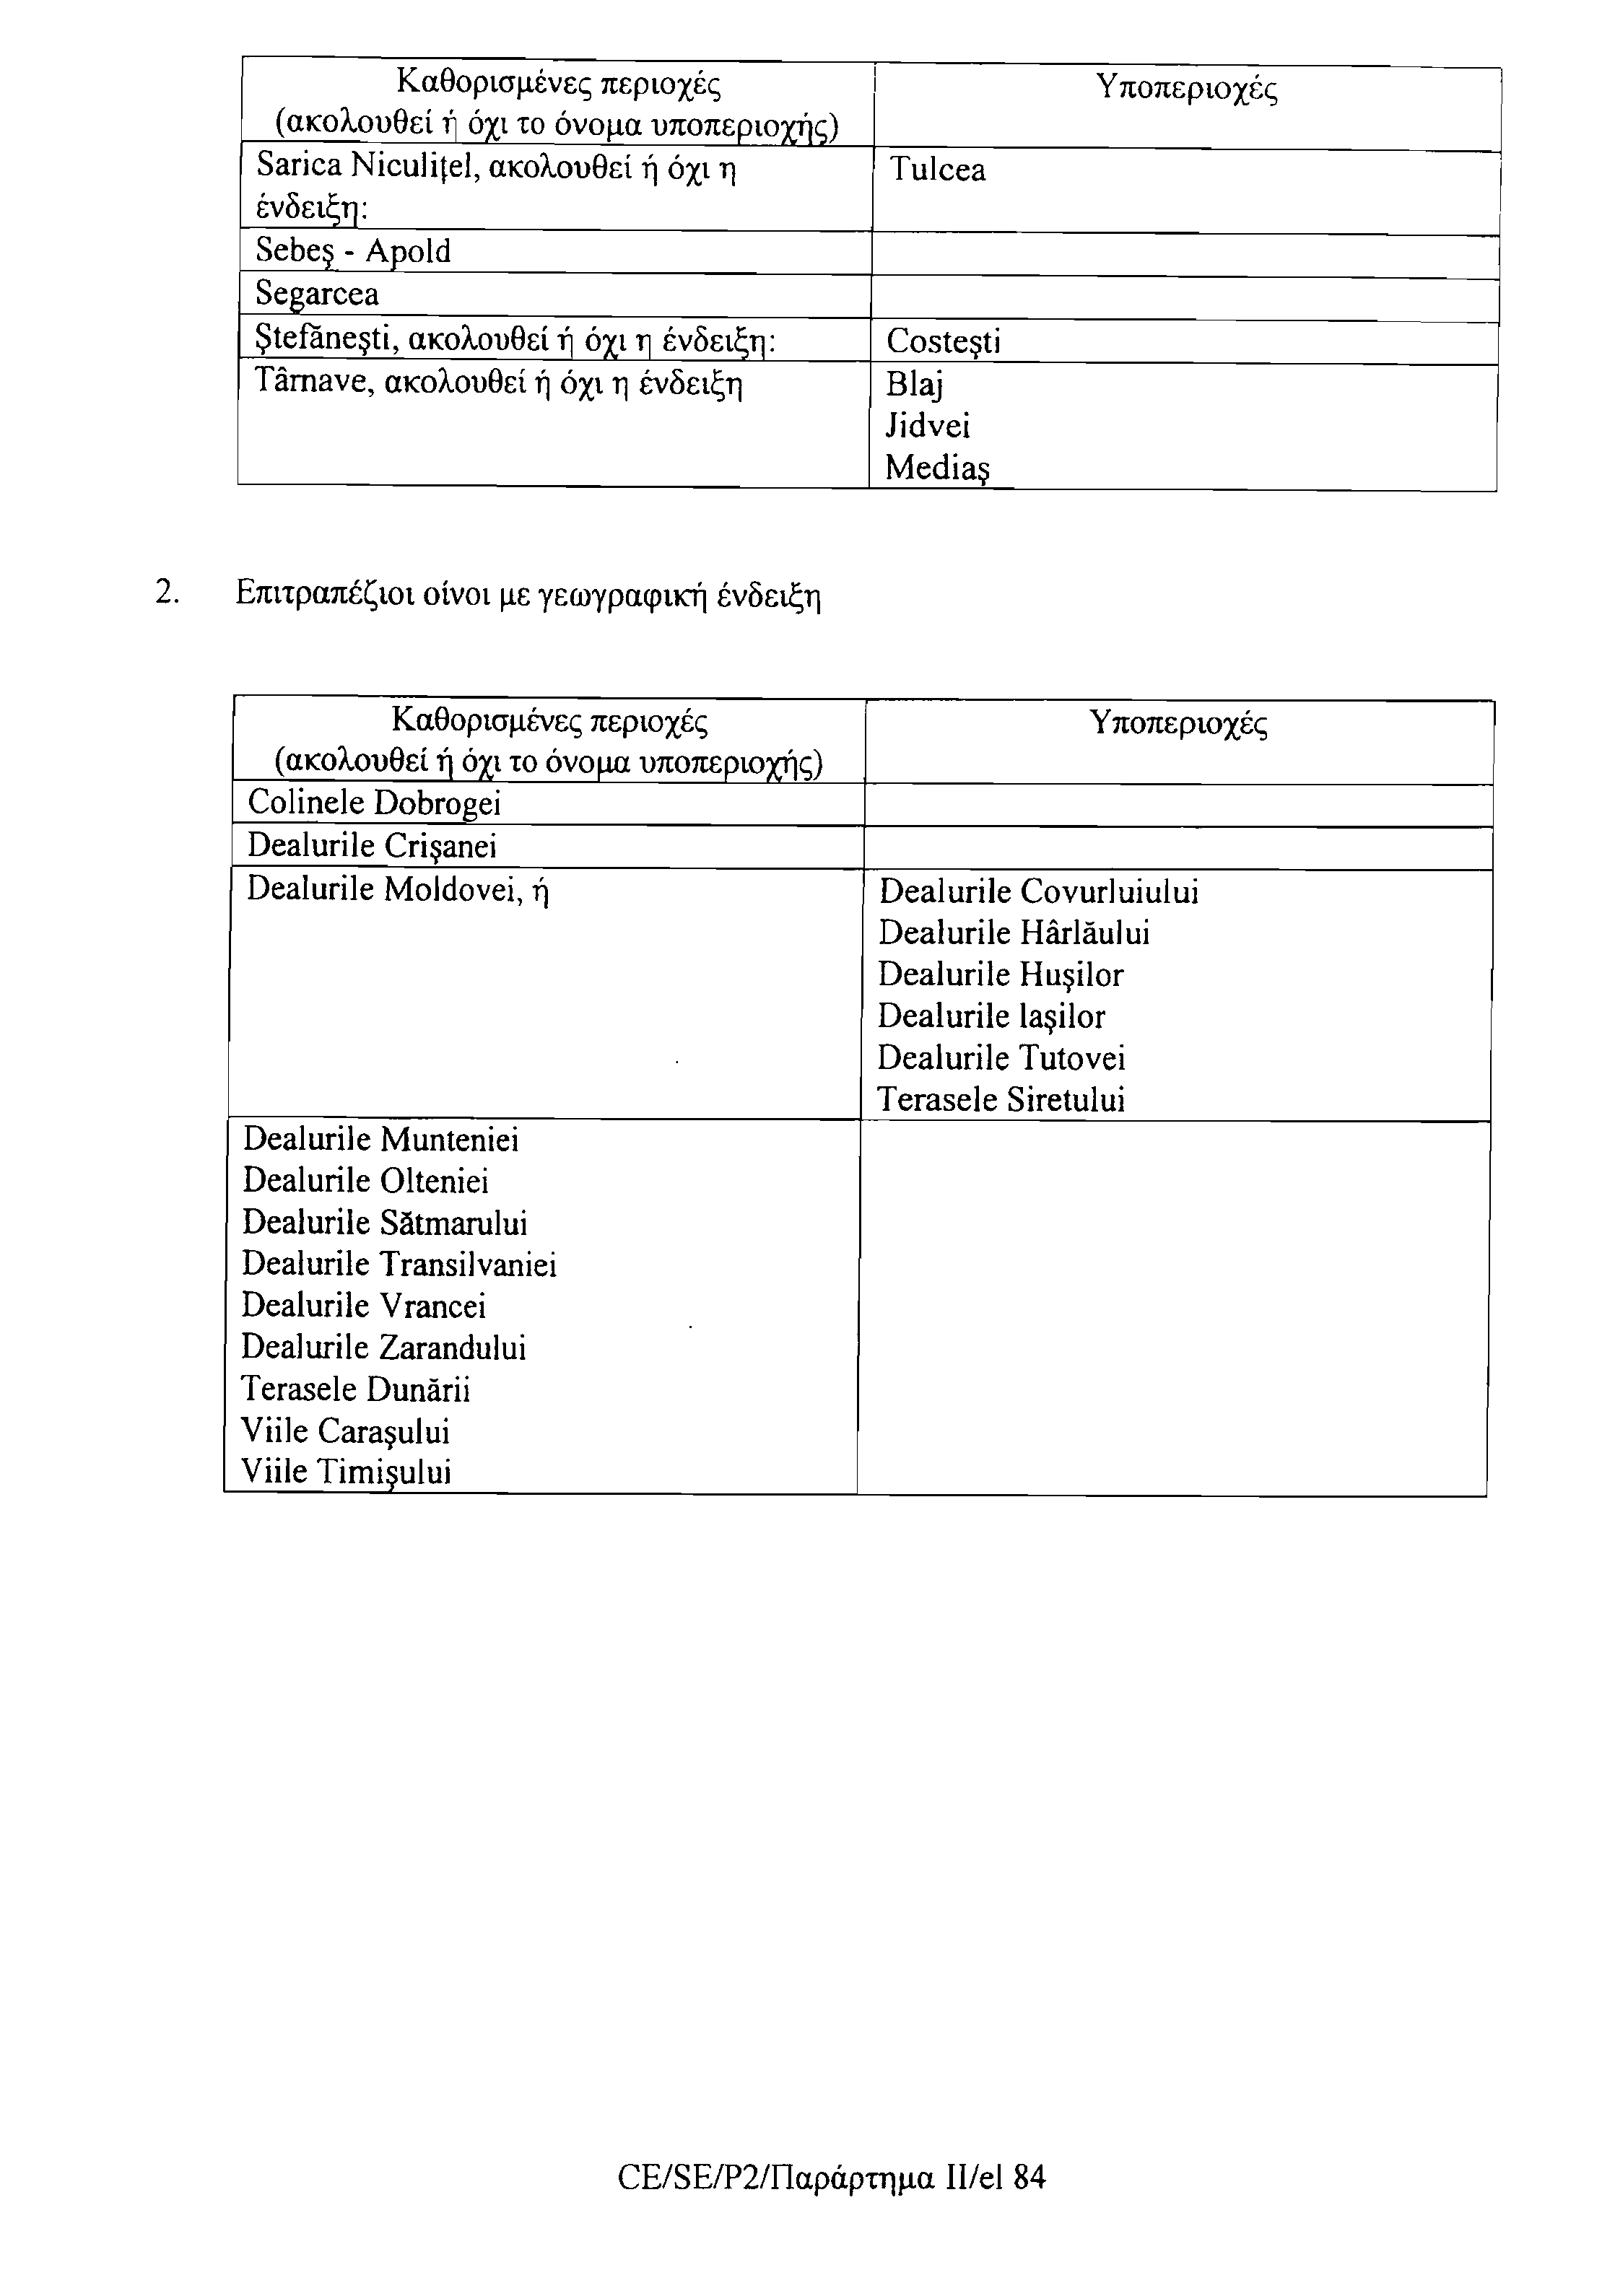 Καθορισμένες περιοχές
(ακολουθεί ή όχι το όνομα υποπεριοχής)
Υποπεριοχές
Sarica Niculiţel, ακολουθεί ή όχι η
ένδειξη:
Tulcea
Sebeş - Apold
Segarcea
Ştefăneşti, ακολουθεί ή όχι η ένδειξη:
Costeşti
Târnave, ακολουθεί ή όχι η ένδειξη
Blaj
Jidvei
Mediaş
2. Επιτραπέζιοι οίνοι με γεωγραφική ένδειξη
Καθορισμένες περιοχές
(ακολουθεί ή όχι το όνομα υποπεριοχής)
Υποπεριοχές
Colinele Dobrogei
Dealurile Crişanei
Dealurile Moldovei, ή
Dealurile Covurluiului
Dealurile Hârlăului
Dealurile Huşilor
Dealurile laşilor
Dealurile Tutovei
Terasele Siretului
Dealurile Munteniei
Dealurile Olteniei
Dealurile Sătmarului
Dealurile Transilvaniei
Dealurile Vrancei
Dealurile Zarandului
Terasele Dunării
Viile Caraşului
Viile Timişului
CE/SE/P2/Παράρτημα II/el 84